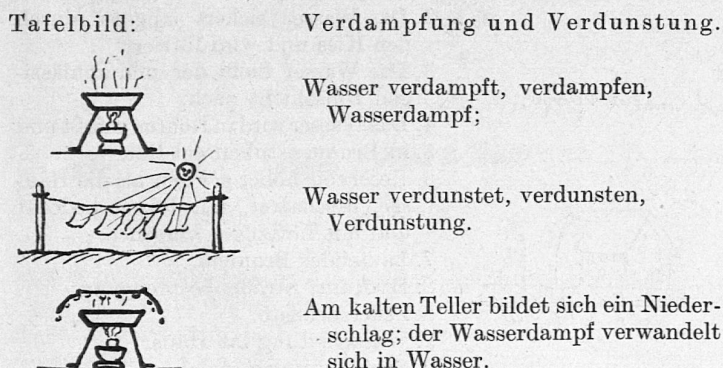 Tafelbild: Verdampfung und Verdunstung.
Wasser verdampft, verdampfen,
Wasserdampf;
Wasser verdunstet, verdunsten,
Verdunstung.
Am kalten Teller bildet sich ein Nieder-
schlag; der Wasserdampf verwandelt
sich in Wasser.